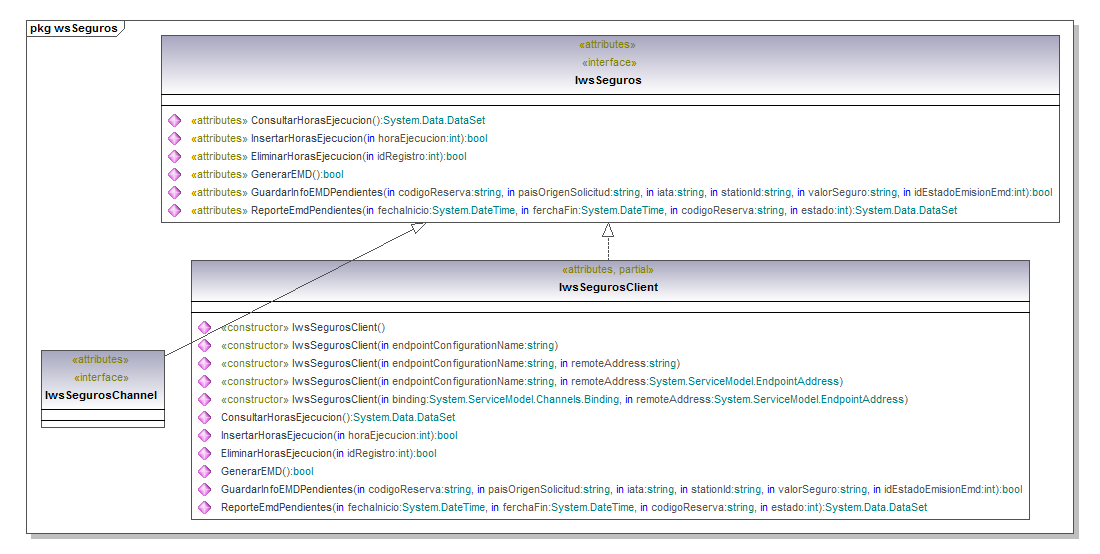 pkg wsSeguros
«attributes»
«interface»
IwsSeguros
«attributes» ConsultarHorasEjecucion():System.Data.DataSet
«attributes» InsertarHorasEjecucion(in horaEjecucion:int):bool
«attributes» EliminarHorasEjecucion(in idRegistro:int):bool
«attributes» GenerarEMD():bool
«attributes» GuardarInfoEMDPendientes(in codigoReserva:string, in paisOrigenSolicitud:string, in iata:string, in stationId:string, in valorSeguro:string, in idEstadoEmisionEmd:int):bool
«attributes» ReporteEmdPendientes(in fechaInicio:System.DateTime, in ferchaFin:System.DateTime, in codigoReserva:string, in estado:int):System.Data.DataSet
«attributes, partial»
IwsSegurosClient
«constructor» IwsSegurosClient()
«constructor» IwsSegurosClient(in endpointConfigurationName:string)
«constructor» IwsSegurosClient(in endpointConfigurationName:string, in remoteAddress:string)
«constructor» IwsSegurosClient(in endpointConfigurationName:string, in remoteAddress:System.ServiceModel.EndpointAddress)
«constructor» IwsSegurosClient(in binding:System.ServiceModel.Channels.Binding, in remoteAddress:System.ServiceModel.EndpointAddress)
ConsultarHorasEjecucion():System.Data.DataSet
InsertarHorasEjecucion(in horaEjecucion:int):bool
EliminarHorasEjecucion(in idRegistro:int):bool
GenerarEMD():bool
GuardarInfoEMDPendientes(in codigoReserva:string, in paisOrigenSolicitud:string, in iata:string, in stationId:string, in valorSeguro:string, in idEstadoEmisionEmd:int):bool
ReporteEmdPendientes(in fechaInicio:System.DateTime, in ferchaFin:System.DateTime, in codigoReserva:string, in estado:int):System.Data.DataSet
«attributes»
«interface»
IwsSegurosChannel